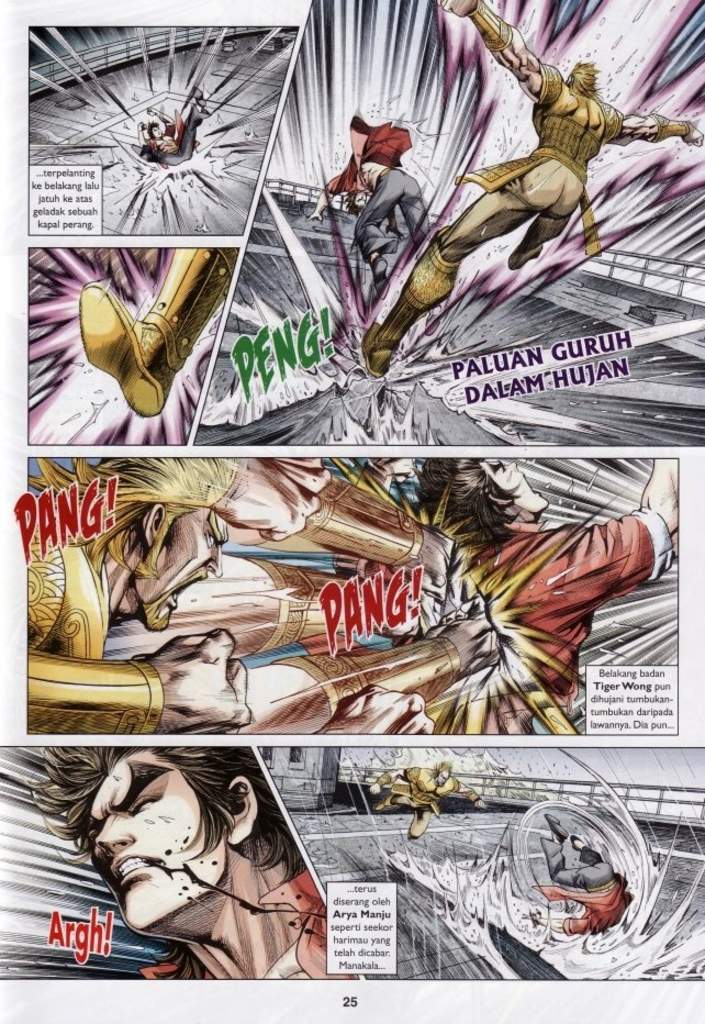 ...terpelanting
ke belakang lalu
jatuh ke atas
geladak sebuah
kapal perang.
PENG!
PALUAN GURUH
DALAM HUJAN
PANG!
PANG!
Belakang badan
Tiger Wong pun
dihujani tumbukan-
tumbukan daripada
lawannya. Dia pun...
Argh!
...terus
diserang oleh
Arya Manju
seperti seekor
harimau yang
telah dicabar.
Manakala...
25